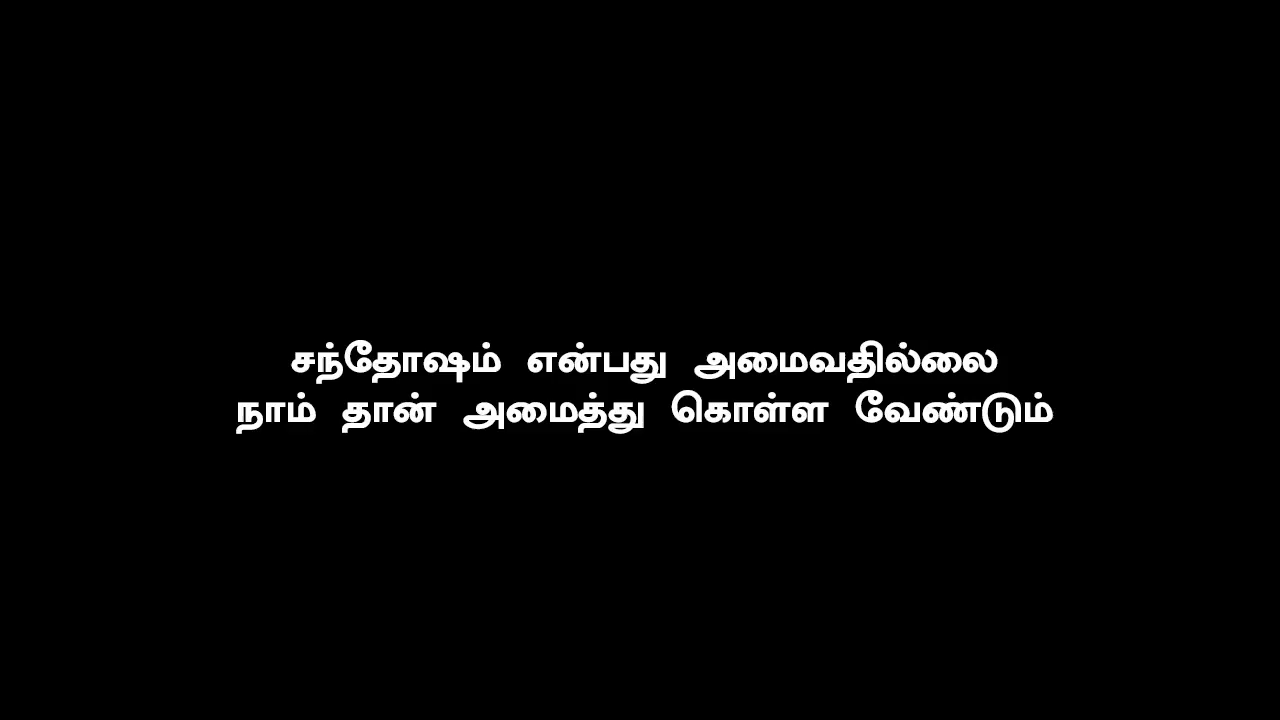 சந்தோஷம் என்பது அமைவதில்லை
நாம் தான் அமைத்து கொள்ள வேண்டும்